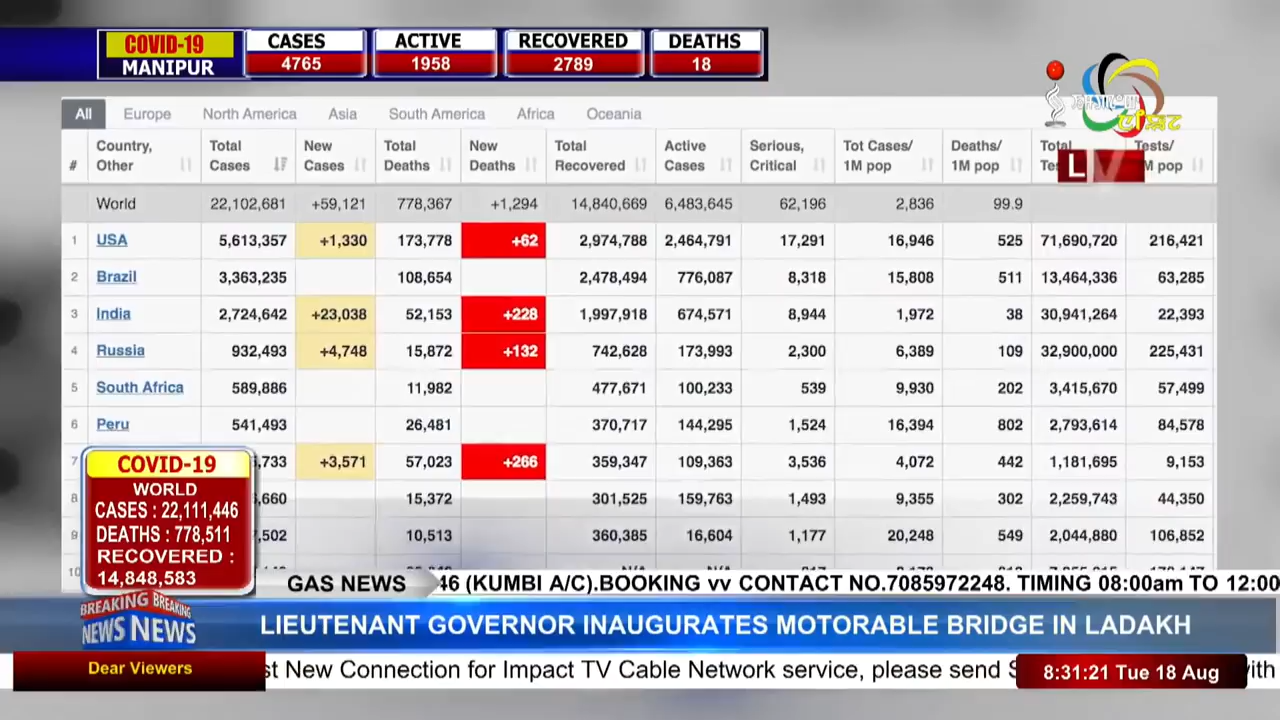 COVID-19
MANIPUR
CASES
4765
ACTIVE
1958
RECOVERED
2789
DEATHS
18
All Europe North America Asia South America Africa Oceania
# Country, Other Total Cases New Cases Total Deaths New Deaths Total Recovered Active Cases Serious, Critical Tot Cases/ 1M pop Deaths/ 1M pop Total Tests/ pop
World 22,102,681 +59,121 778,367 +1,294 14,840,669 6,483,645 62,196 2,836 99.9
1 USA 5,613,357 +1,330 173,778 +62 2,974,788 2,464,791 17,291 16,946 525 71,690,720 216,421
2 Brazil 3,363,235 108,654 2,478,494 776,087 8,318 15,808 511 13,464,336 63,285
3 India 2,724,642 +23,038 52,153 +228 1,997,918 674,571 8,944 1,972 38 30,941,264 22,393
4 Russia 932,493 +4,748 15,872 +132 742,628 173,993 2,300 6,389 109 32,900,000 225,431
5 South Africa 589,886 11,982 477,671 100,233 539 9,930 202 3,415,670 57,499
6 Peru 541,493 26,481 370,717 144,295 1,524 16,394 802 2,793,614 84,578
7 ,733 +3,571 57,023 +266 359,347 109,363 3,536 4,072 442 1,181,695 9,153
8 ,660 15,372 301,525 159,763 1,493 9,355 302 2,259,743 44,350
9 ,502 10,513 360,385 16,604 1,177 20,248 549 2,044,880 106,852
10
COVID-19
WORLD
CASES : 22,111,446
DEATHS : 778,511
RECOVERED :
14,848,583
GAS NEWS 46 (KUMBI A/C).BOOKING vv CONTACT NO.7085972248. TIMING 08:00am TO 12:00
BREAKING BREAKING
NEWS NEWS
LIEUTENANT GOVERNOR INAUGURATES MOTORABLE BRIDGE IN LADAKH
Dear Viewers st New Connection for Impact TV Cable Network service, please send
8:31:21 Tue 18 Aug